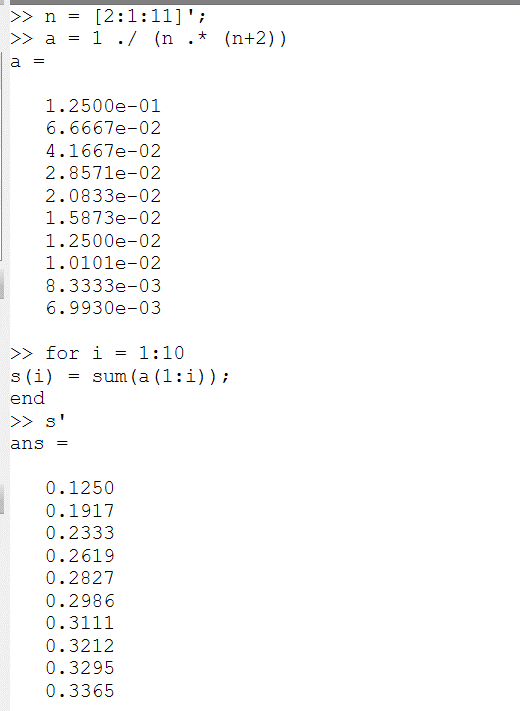 >> n = [2:1:11]';
>> a = 1 ./ (n .* (n+2))
a =
1.2500e-01
6.6667e-02
4.1667e-02
2.8571e-02
2.0833e-02
1.5873e-02
1.2500e-02
1.0101e-02
8.3333e-03
6.9930e-03
>> for i = 1:10
s(i) = sum(a(1:i));
end
>> s'
ans =
0.1250
0.1917
0.2333
0.2619
0.2827
0.2986
0.3111
0.3212
0.3295
0.3365